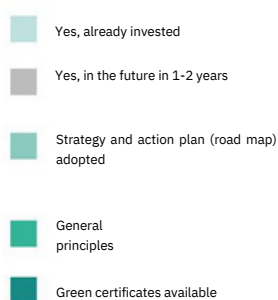 Yes, already invested
Yes, in the future in 1-2 years
Strategy and action plan (road map)
adopted
General
principles
Green certificates available